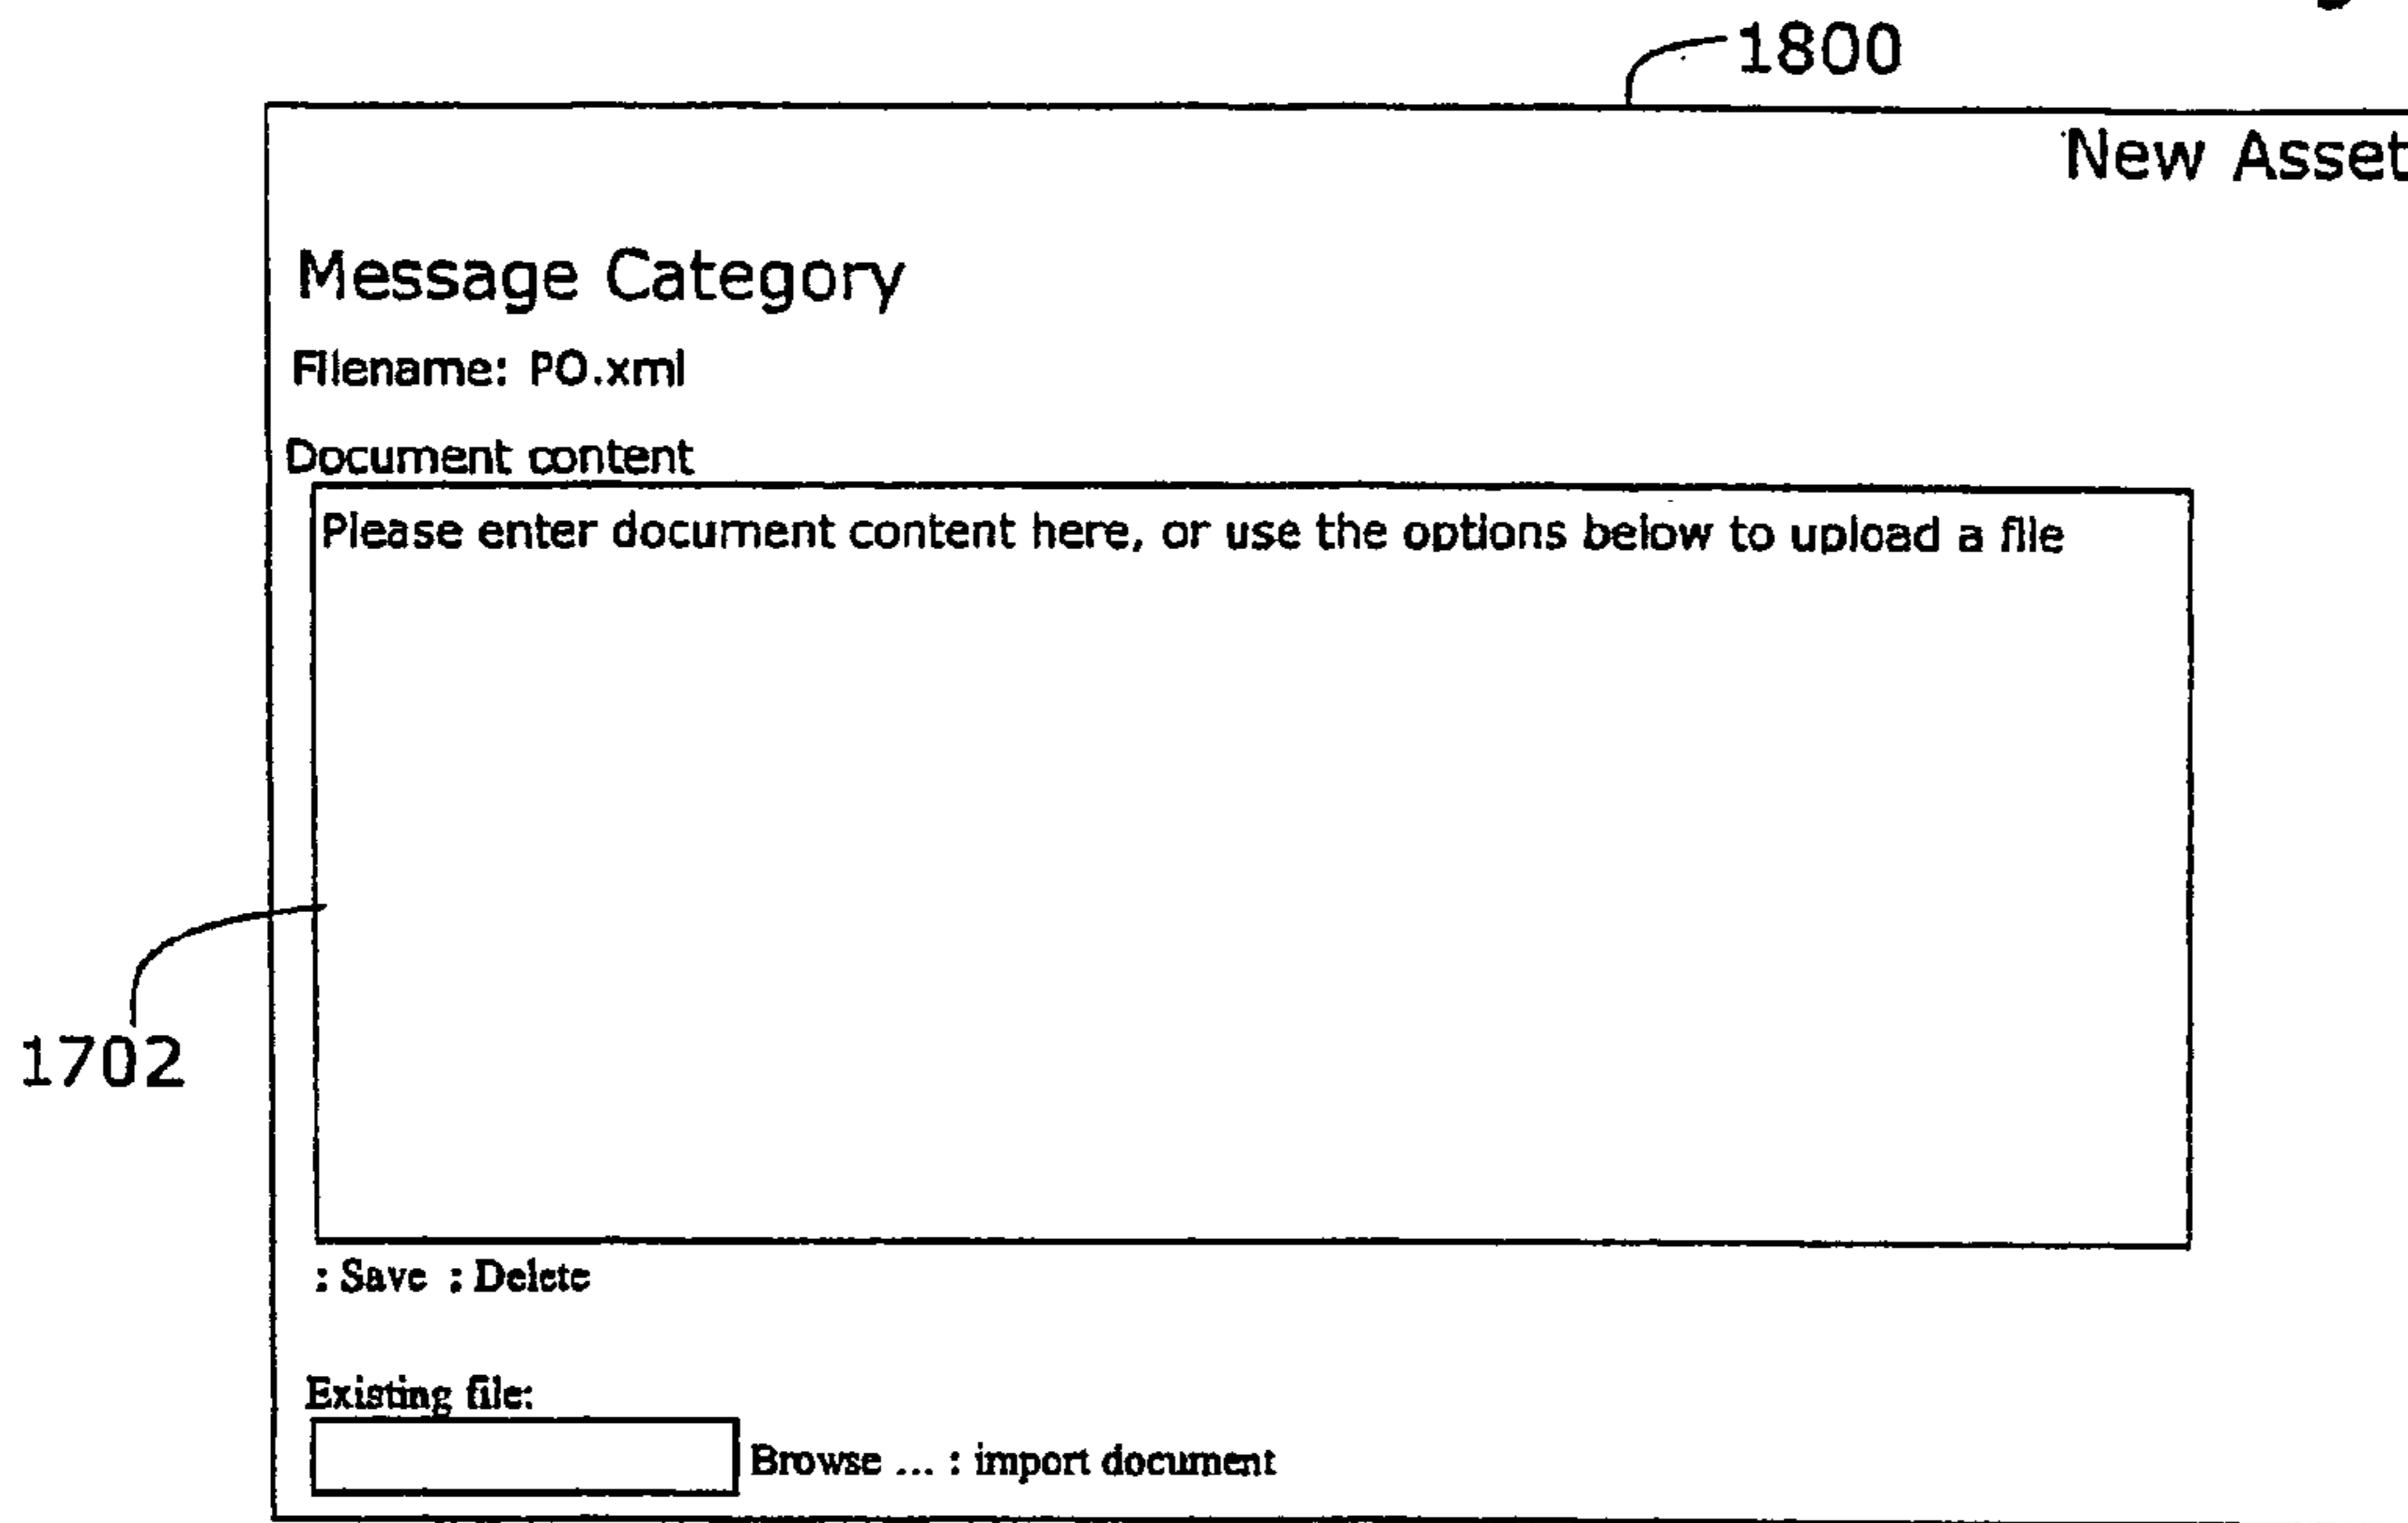 1800
New Asset
Message Category
Filename: PO.xml
Document content
Please enter document content here, or use the options below to upload a file
1702
: Save : Delete
Existing file:
Browse ... : import document